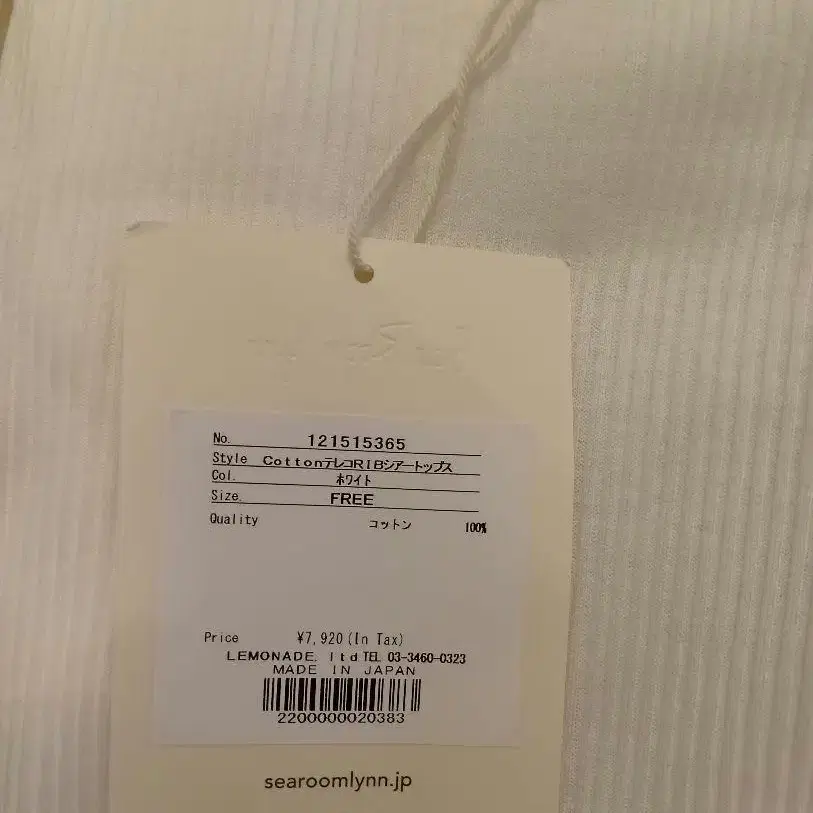 No. 121515365
Style CottonテレコRIBシアートップス
Col. ホワイト
Size. FREE
Quality コットン 100%
Price ¥7,920(In Tax)
LEMONADE. ltd TEL 03-3460-0323
MADE IN JAPAN
2200000020383
searoomlynn.jp